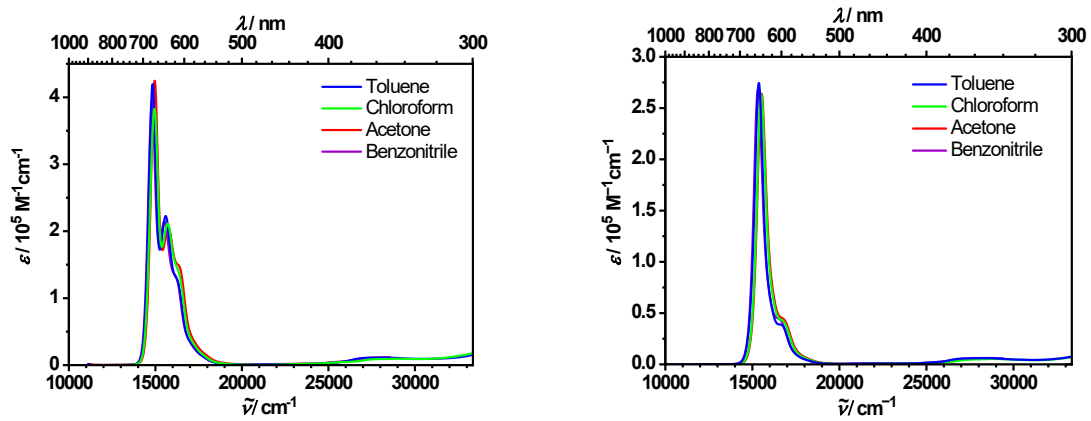 λ / nm
1000 800 700 600 500 400 300
4
3
2
1
0
ε / 10⁵ M⁻¹cm⁻¹
Toluene
Chloroform
Acetone
Benzonitrile
10000 15000 20000 25000 30000
ṽ / cm⁻¹
λ / nm
1000 900 800 700 600 500 400 300
3.0
2.5
2.0
1.5
1.0
0.5
0.0
ε / 10⁵ M⁻¹cm⁻¹
Toluene
Chloroform
Acetone
Benzonitrile
10000 15000 20000 25000 30000
ṽ / cm⁻¹